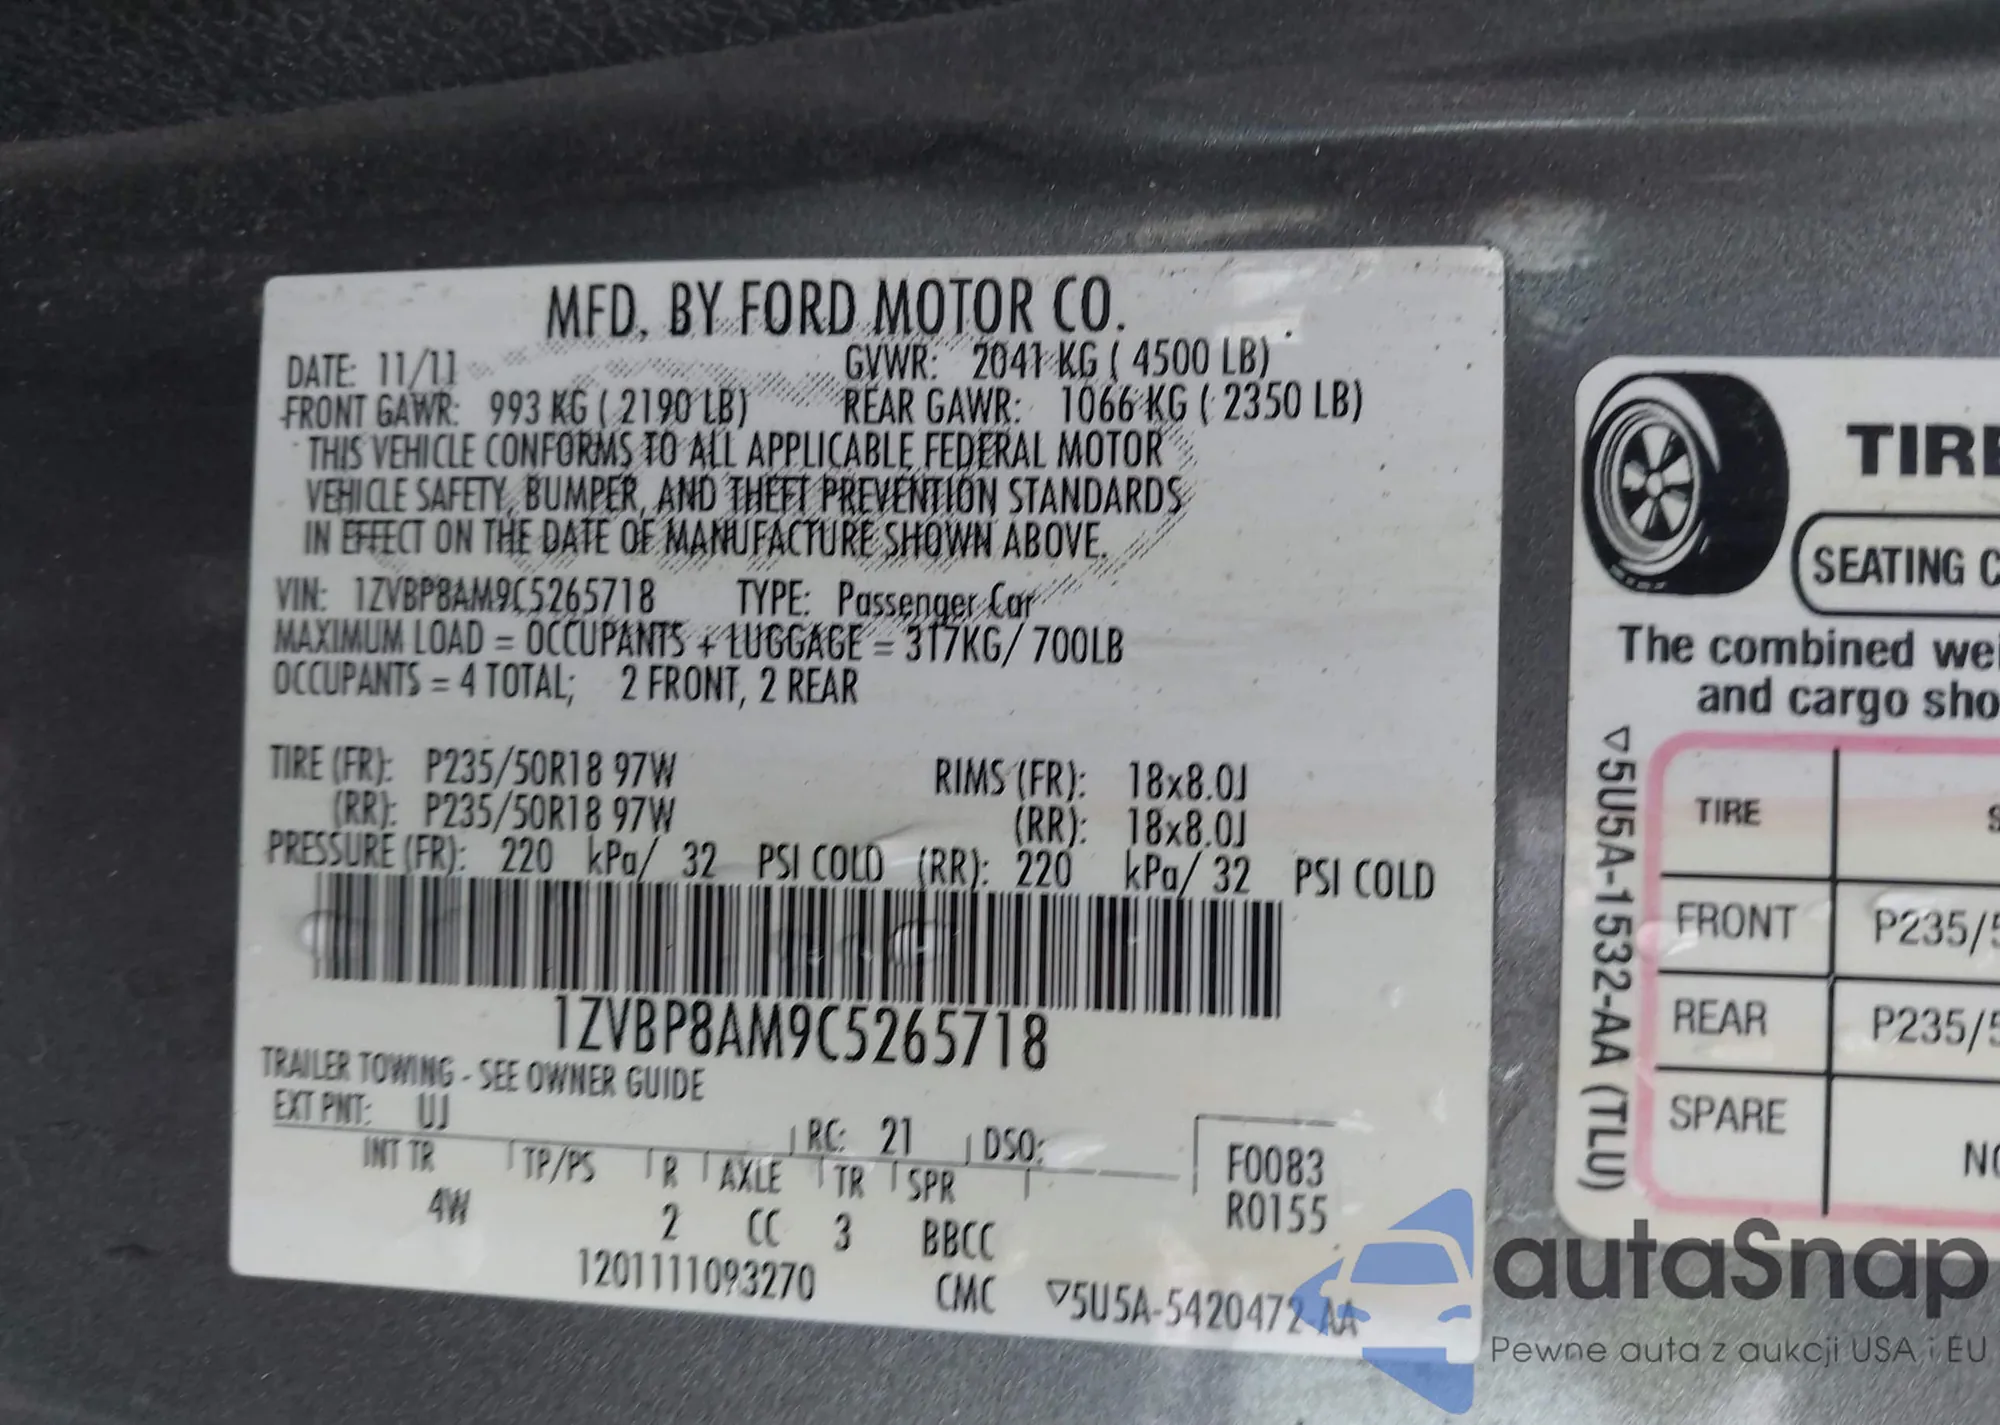 MFD. BY FORD MOTOR CO.
DATE: 11/11 GVWR: 2041 KG ( 4500 LB)
FRONT GAWR: 993 KG ( 2190 LB) REAR GAWR: 1066 KG ( 2350 LB)
THIS VEHICLE CONFORMS TO ALL APPLICABLE FEDERAL MOTOR
VEHICLE SAFETY, BUMPER, AND THEFT PREVENTION STANDARDS
IN EFFECT ON THE DATE OF MANUFACTURE SHOWN ABOVE.
VIN: 1ZVBP8AM9C5265718 TYPE: Passenger Car
MAXIMUM LOAD = OCCUPANTS + LUGGAGE = 317KG/ 700LB
OCCUPANTS = 4 TOTAL; 2 FRONT, 2 REAR
TIRE (FR): P235/50R18 97W RIMS (FR): 18x8.0J
(RR): P235/50R18 97W (RR): 18x8.0J
PRESSURE (FR): 220 kPa/ 32 PSI COLD (RR): 220 kPa/ 32 PSI COLD
1ZVBP8AM9C5265718
TRAILER TOWING - SEE OWNER GUIDE
EXT PNT: UJ RC: 21 DSO:
INT TR TP/PS R AXLE TR SPR
4W 2 CC 3 BBCC
F0083
R0155
1201111093270 CMC ▽5U5A-5420472-AA
TIRE
SEATING C
The combined wei
and cargo sho
▽5U5A-1532-AA (TLU)
TIRE S
FRONT P235/5
REAR P235/5
SPARE NO
autaSnap
Pewne auta z aukcji USA i EU